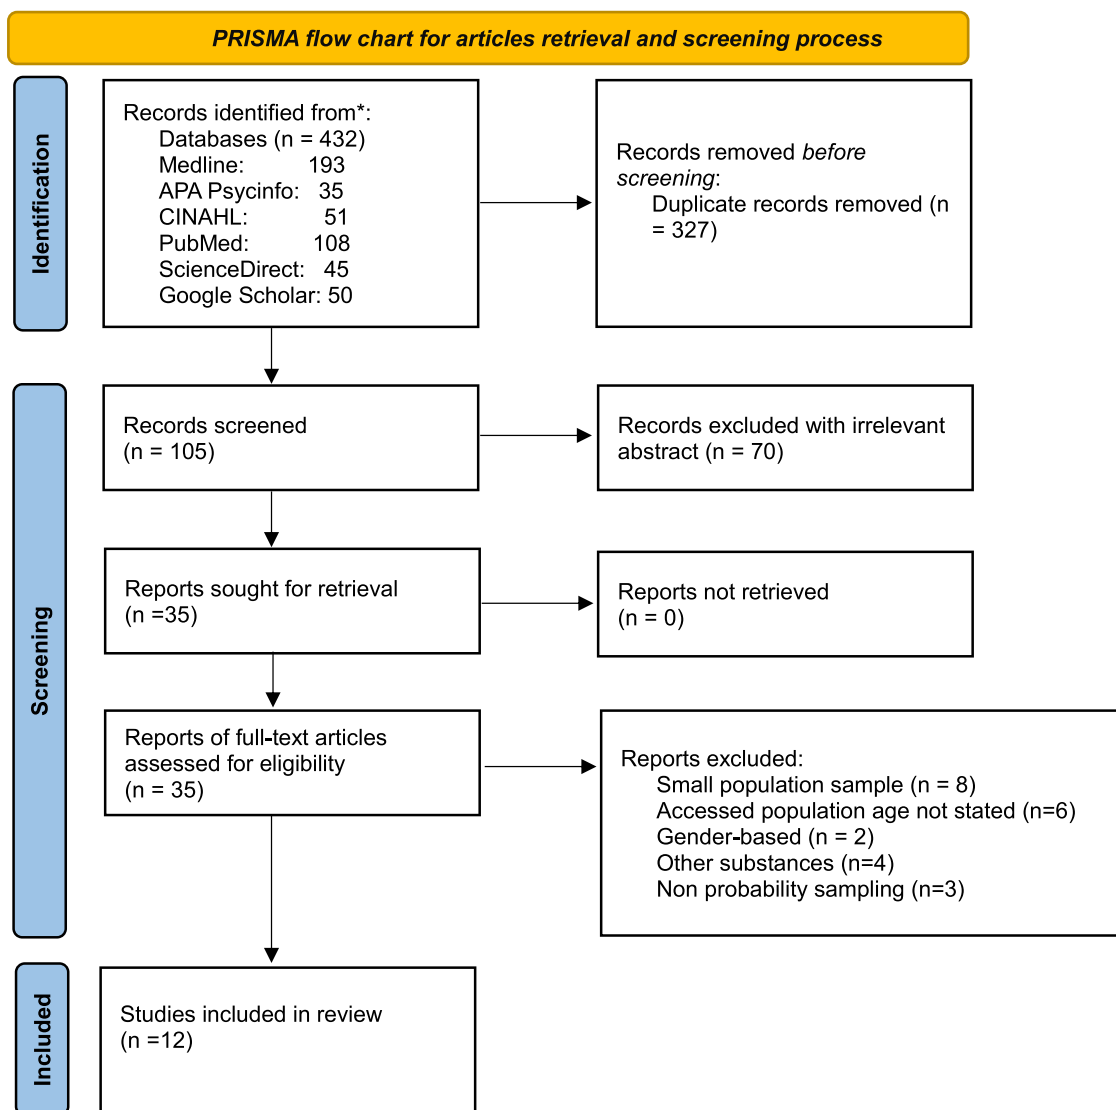 PRISMA flow chart for articles retrieval and screening process
Identification
Records identified from*:
Databases (n = 432)
Medline: 193
APA Psycinfo: 35
CINAHL: 51
PubMed: 108
ScienceDirect: 45
Google Scholar: 50
Records removed before
screening:
Duplicate records removed (n
= 327)
Screening
Records screened
(n = 105)
Records excluded with irrelevant
abstract (n = 70)
Reports sought for retrieval
(n =35)
Reports not retrieved
(n = 0)
Reports of full-text articles
assessed for eligibility
(n = 35)
Reports excluded:
Small population sample (n = 8)
Accessed population age not stated (n=6)
Gender-based (n = 2)
Other substances (n=4)
Non probability sampling (n=3)
Included
Studies included in review
(n =12)